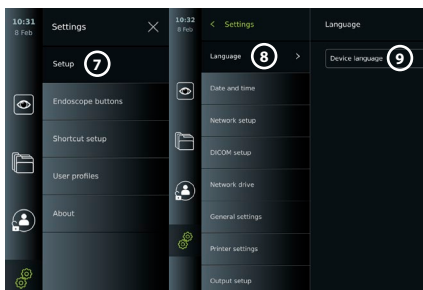 10:31
8 Feb
Settings
Setup
7
Endoscope buttons
Shortcut setup
User profiles
About
10:32
8 Feb
< Settings
Language
8
>
Date and time
Network setup
DICOM setup
Network drive
General settings
Printer settings
Output setup
Language
Device language
9